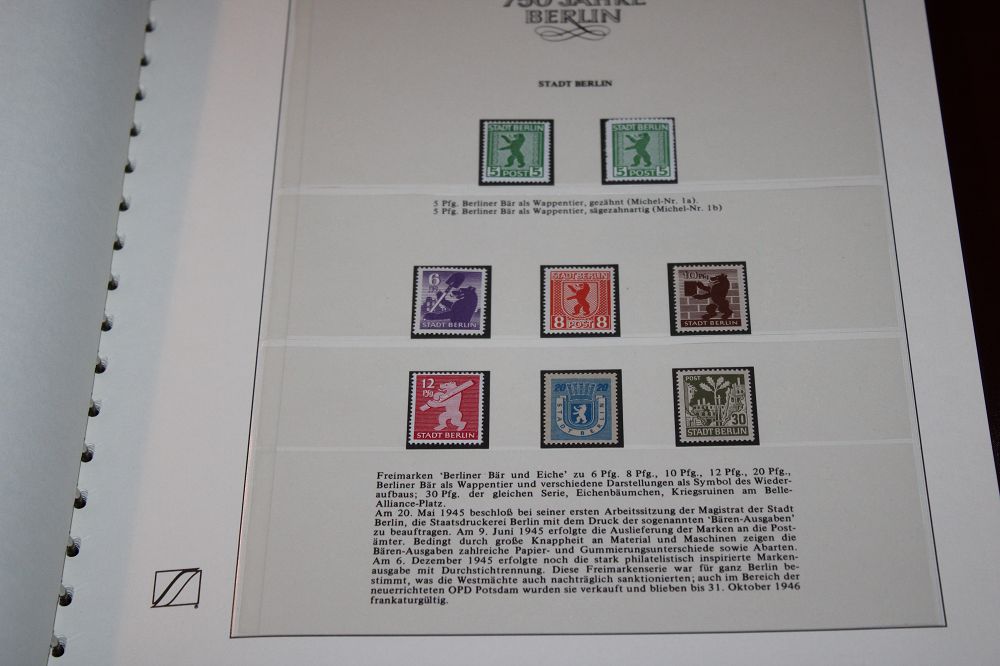 750 JAHRE
BERLIN
STADT BERLIN
STADT BERLIN
5 POST 5
STADT BERLIN
5 POST 5
5 Pfg. Berliner Bär als Wappentier, gezähnt (Michel-Nr. 1a).
5 Pfg. Berliner Bär als Wappentier, sägezahnartig (Michel-Nr. 1b)
6
STADT BERLIN
STADT BERLIN
8 POST 8
10 Pfg
STADT BERLIN
12
Pfg
STADT BERLIN
20 20
STADT BERLIN
POST
30
STADT BERLIN
Freimarken 'Berliner Bär und Eiche' zu 6 Pfg. 8 Pfg., 10 Pfg., 12 Pfg., 20 Pfg.,
Berliner Bär als Wappentier und verschiedene Darstellungen als Symbol des Wieder-
aufbaus; 30 Pfg. der gleichen Serie, Eichenbäumchen, Kriegsruinen am Belle-
Alliance-Platz.
Am 20. Mai 1945 beschloß bei seiner ersten Arbeitssitzung der Magistrat der Stadt
Berlin, die Staatsdruckerei Berlin mit dem Druck der sogenannten 'Bären-Ausgaben'
zu beauftragen. Am 9. Juni 1945 erfolgte die Auslieferung der Marken an die Post-
ämter. Bedingt durch große Knappheit an Material und Maschinen zeigen die
Bären-Ausgaben zahlreiche Papier- und Gummierungsunterschiede sowie Abarten.
Am 6. Dezember 1945 erfolgte noch die stark philatelistisch inspirierte Marken-
ausgabe mit Durchstichtrennung. Diese Freimarkenserie war für ganz Berlin be-
stimmt, was die Westmächte auch nachträglich sanktionierten; auch im Bereich der
neuerrichteten OPD Potsdam wurden sie verkauft und blieben bis 31. Oktober 1946
frankaturgültig.